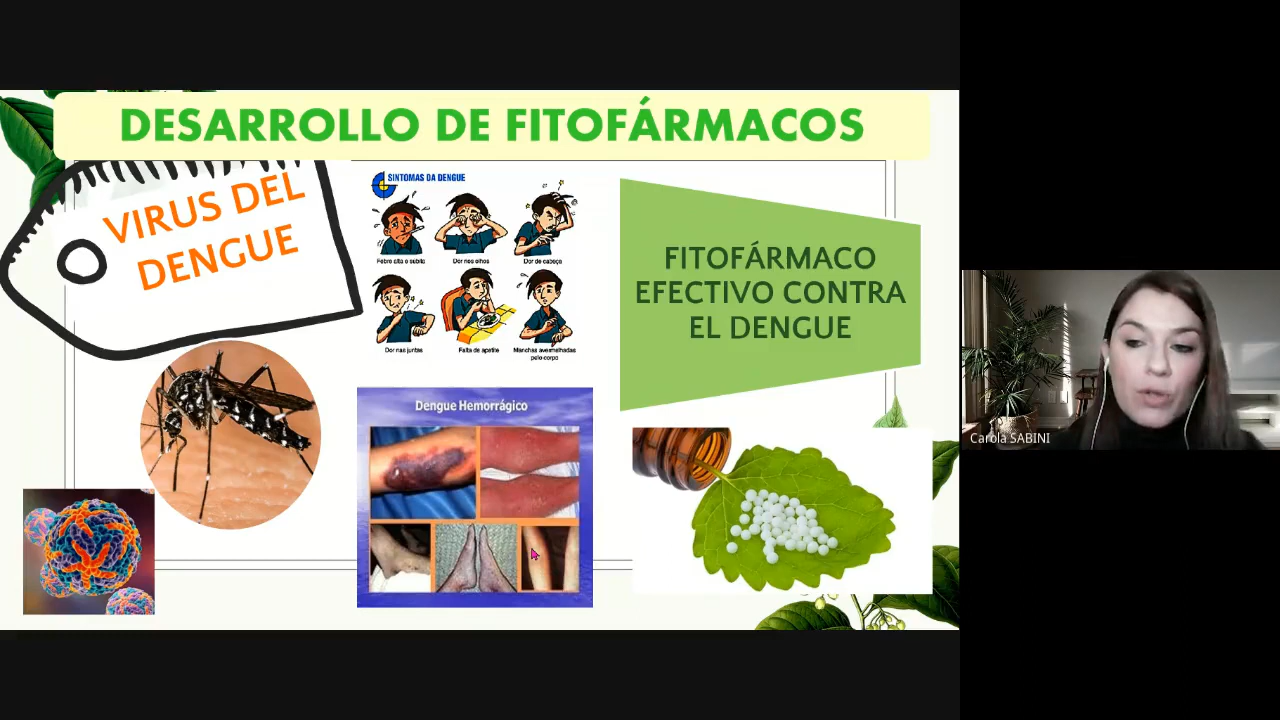 DESARROLLO DE FITOFÁRMACOS
VIRUS DEL
DENGUE
SINTOMAS DA DENGUE
Febre alta e subita
Dor nos olhos
Dor de cabeça
Dor nas juntas
Falta de apetite
Manchas avermelhadas
pelo corpo
Dengue Hemorrágico
FITOFÁRMACO
EFECTIVO CONTRA
EL DENGUE
Carola SABINI